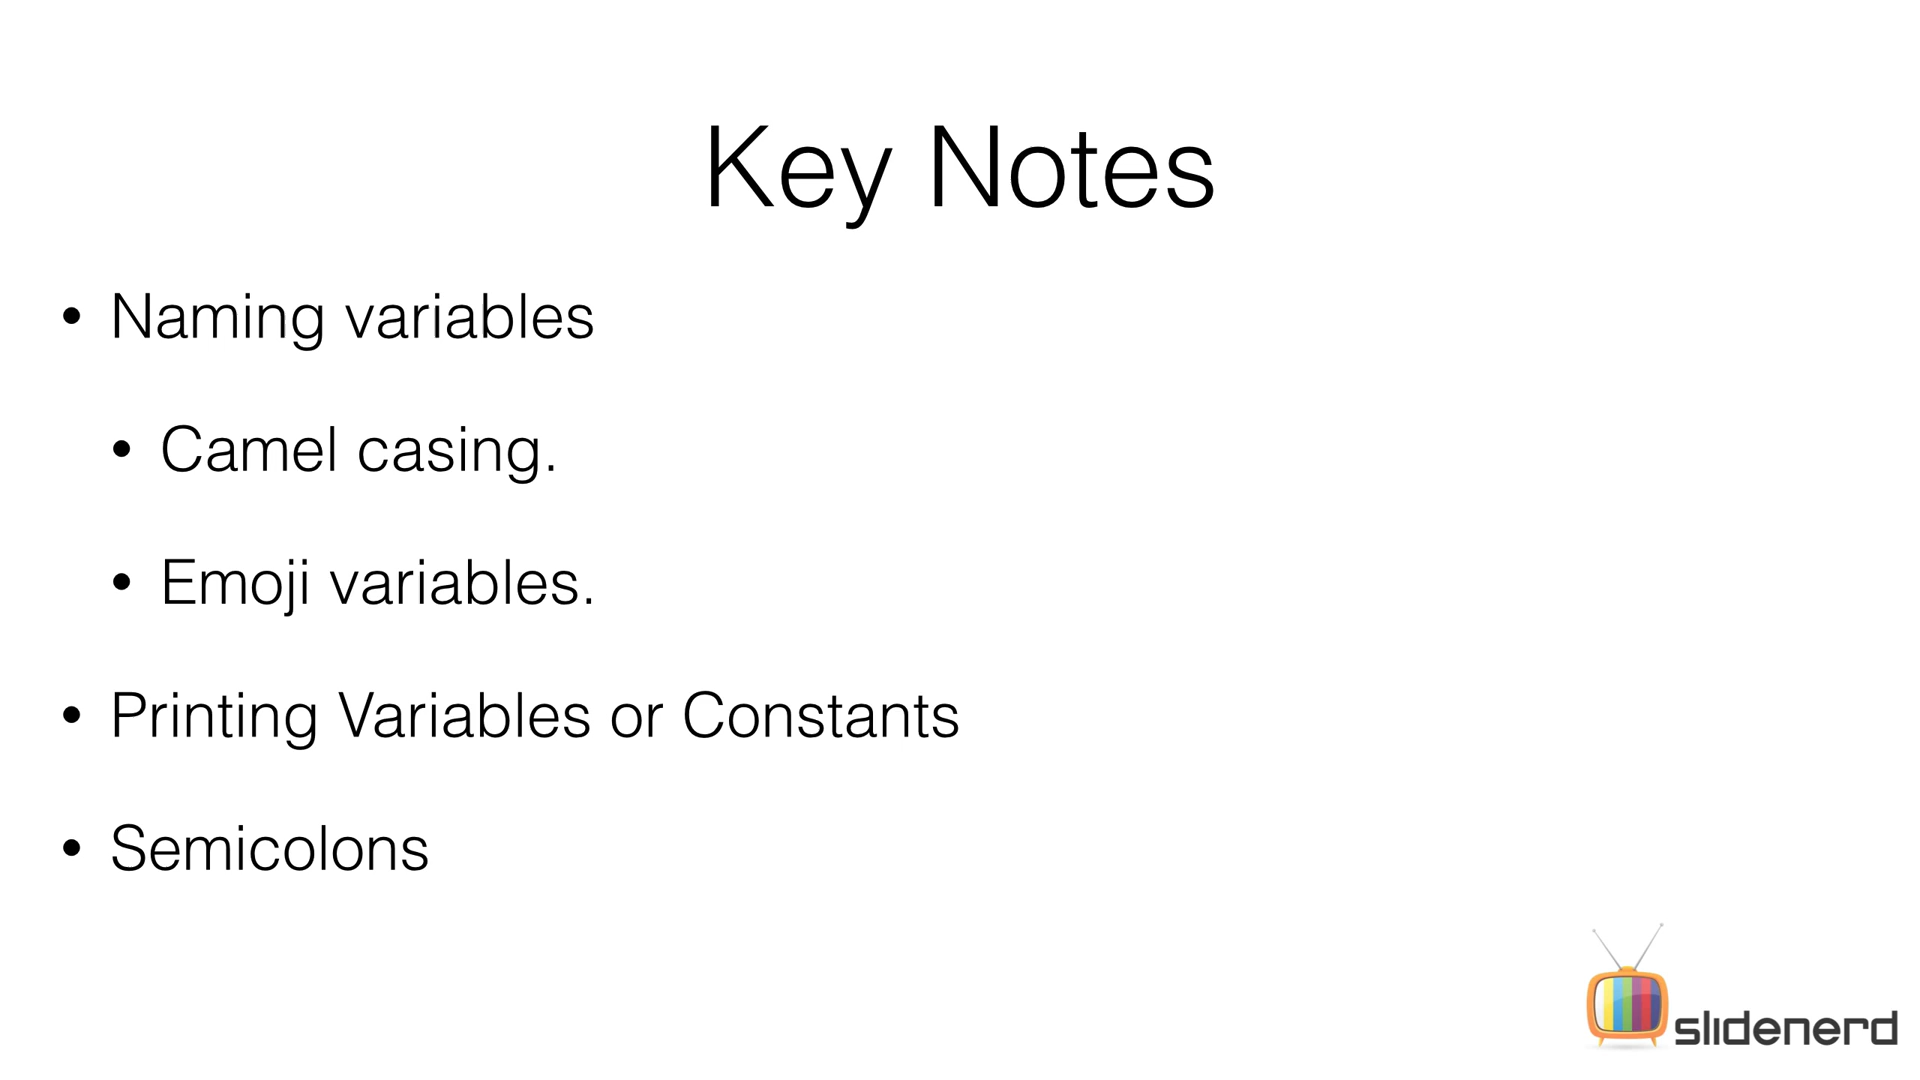 Key Notes
• Naming variables
• Camel casing.
• Emoji variables.
• Printing Variables or Constants
• Semicolons
slidenerd